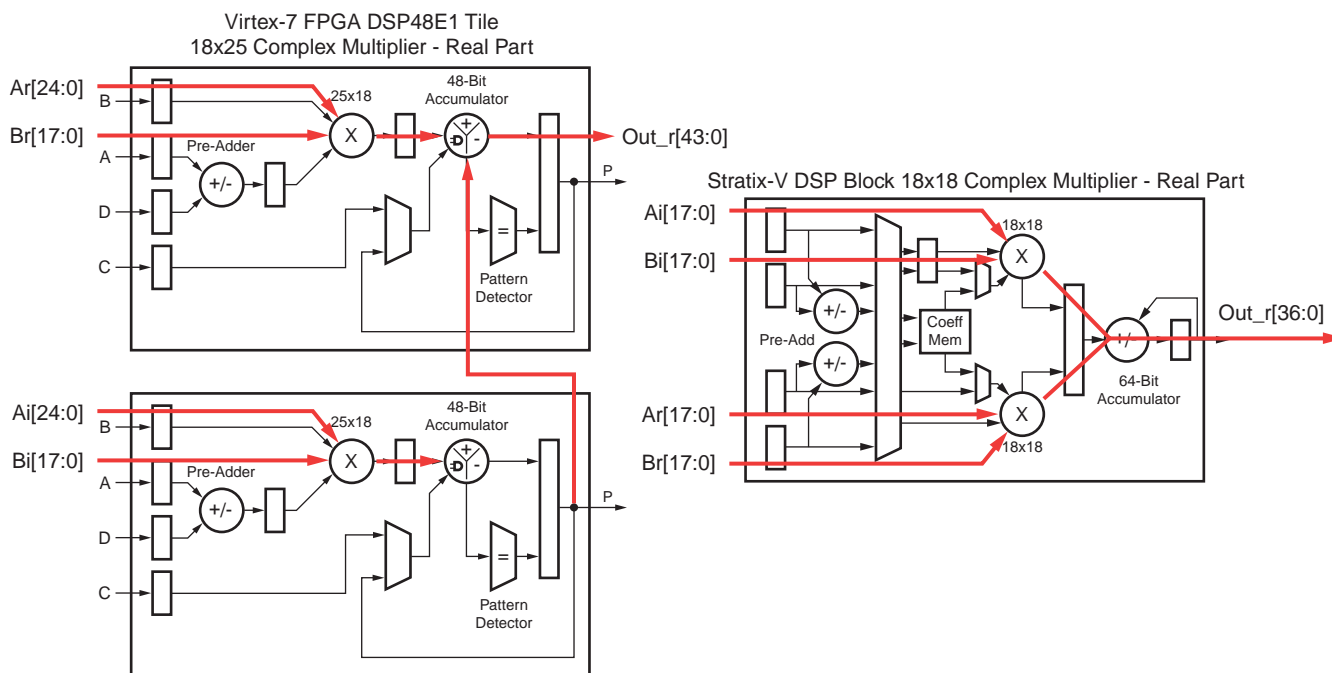 Virtex-7 FPGA DSP48E1 Tile
18x25 Complex Multiplier - Real Part
Ar[24:0]
B
Br[17:0]
A
D
C
Pre-Adder
+/-
25x18
X
48-Bit
Accumulator
+
-
=D
=
Pattern
Detector
Out_r[43:0]
P
Ai[24:0]
B
Bi[17:0]
A
D
C
Pre-Adder
+/-
25x18
X
48-Bit
Accumulator
+
-
=D
=
Pattern
Detector
P
Stratix-V DSP Block 18x18 Complex Multiplier - Real Part
Ai[17:0]
Bi[17:0]
Ar[17:0]
Br[17:0]
+/-
Pre-Add
+/-
Coeff
Mem
18x18
X
X
18x18
+/-
64-Bit
Accumulator
Out_r[36:0]